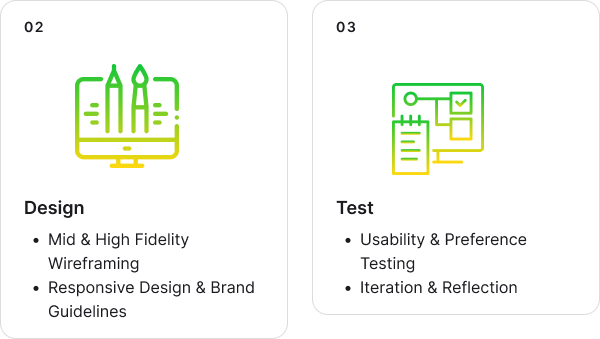 02
Design
• Mid & High Fidelity
Wireframing
• Responsive Design & Brand
Guidelines
03
Test
• Usability & Preference
Testing
• Iteration & Reflection